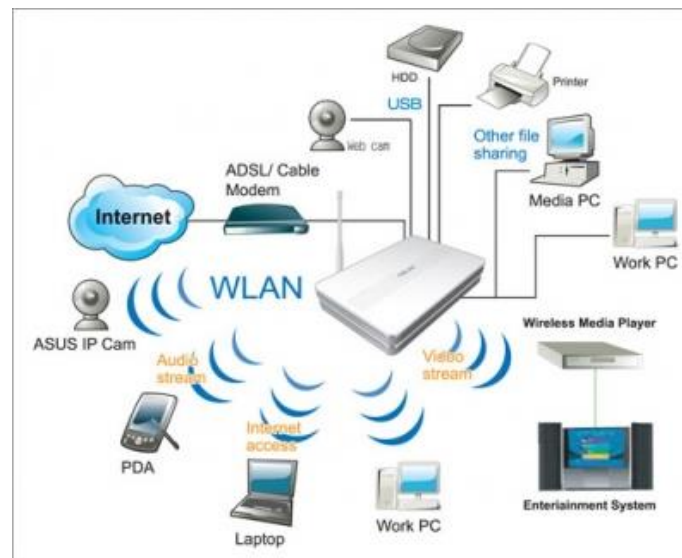 HDD
Printer
USB
Web cam
Other file
sharing
ADSL/ Cable
Modem
Media PC
Internet
Work PC
WLAN
ASUS IP Cam
Wireless Media Player
Audio
stream
Video
stream
Internet
access
PDA
Laptop
Work PC
Enteriainment System